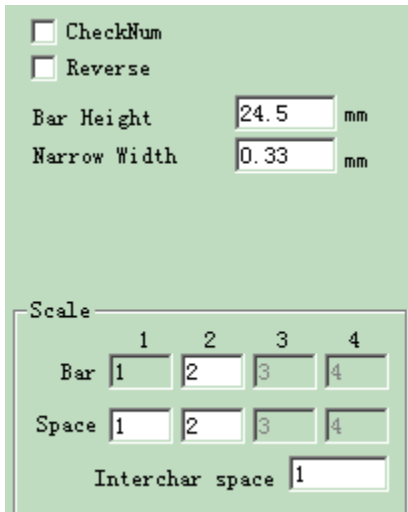 CheckNum
Reverse
Bar Height 24.5 mm
Narrow Width 0.33 mm
Scale
1 2 3 4
Bar 1 2 3 4
Space 1 2 3 4
Interchar space 1